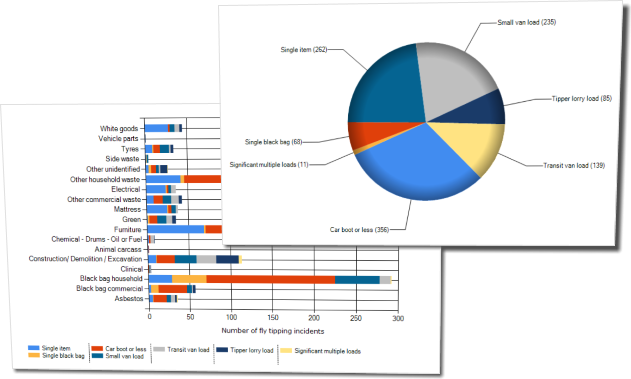 Small van load (235)
Single item (262)
Tipper lorry load (85)
Single black bag (68)
Significant multiple loads (11)
Transit van load (139)
Car boot or less (356)
White goods
Vehicle parts
Tyres
Side waste
Other unidentified
Other household waste
Electrical
Other commercial waste
Mattress
Green
Furniture
Chemical - Drums - Oil or Fuel
Animal carcass
Construction/ Demolition / Excavation
Clinical
Black bag household
Black bag commercial
Asbestos
0 50 100 150 200 250 300
Number of fly tipping incidents
Single item Car boot or less Transit van load Tipper lorry load Significant multiple loads
Single black bag Small van load